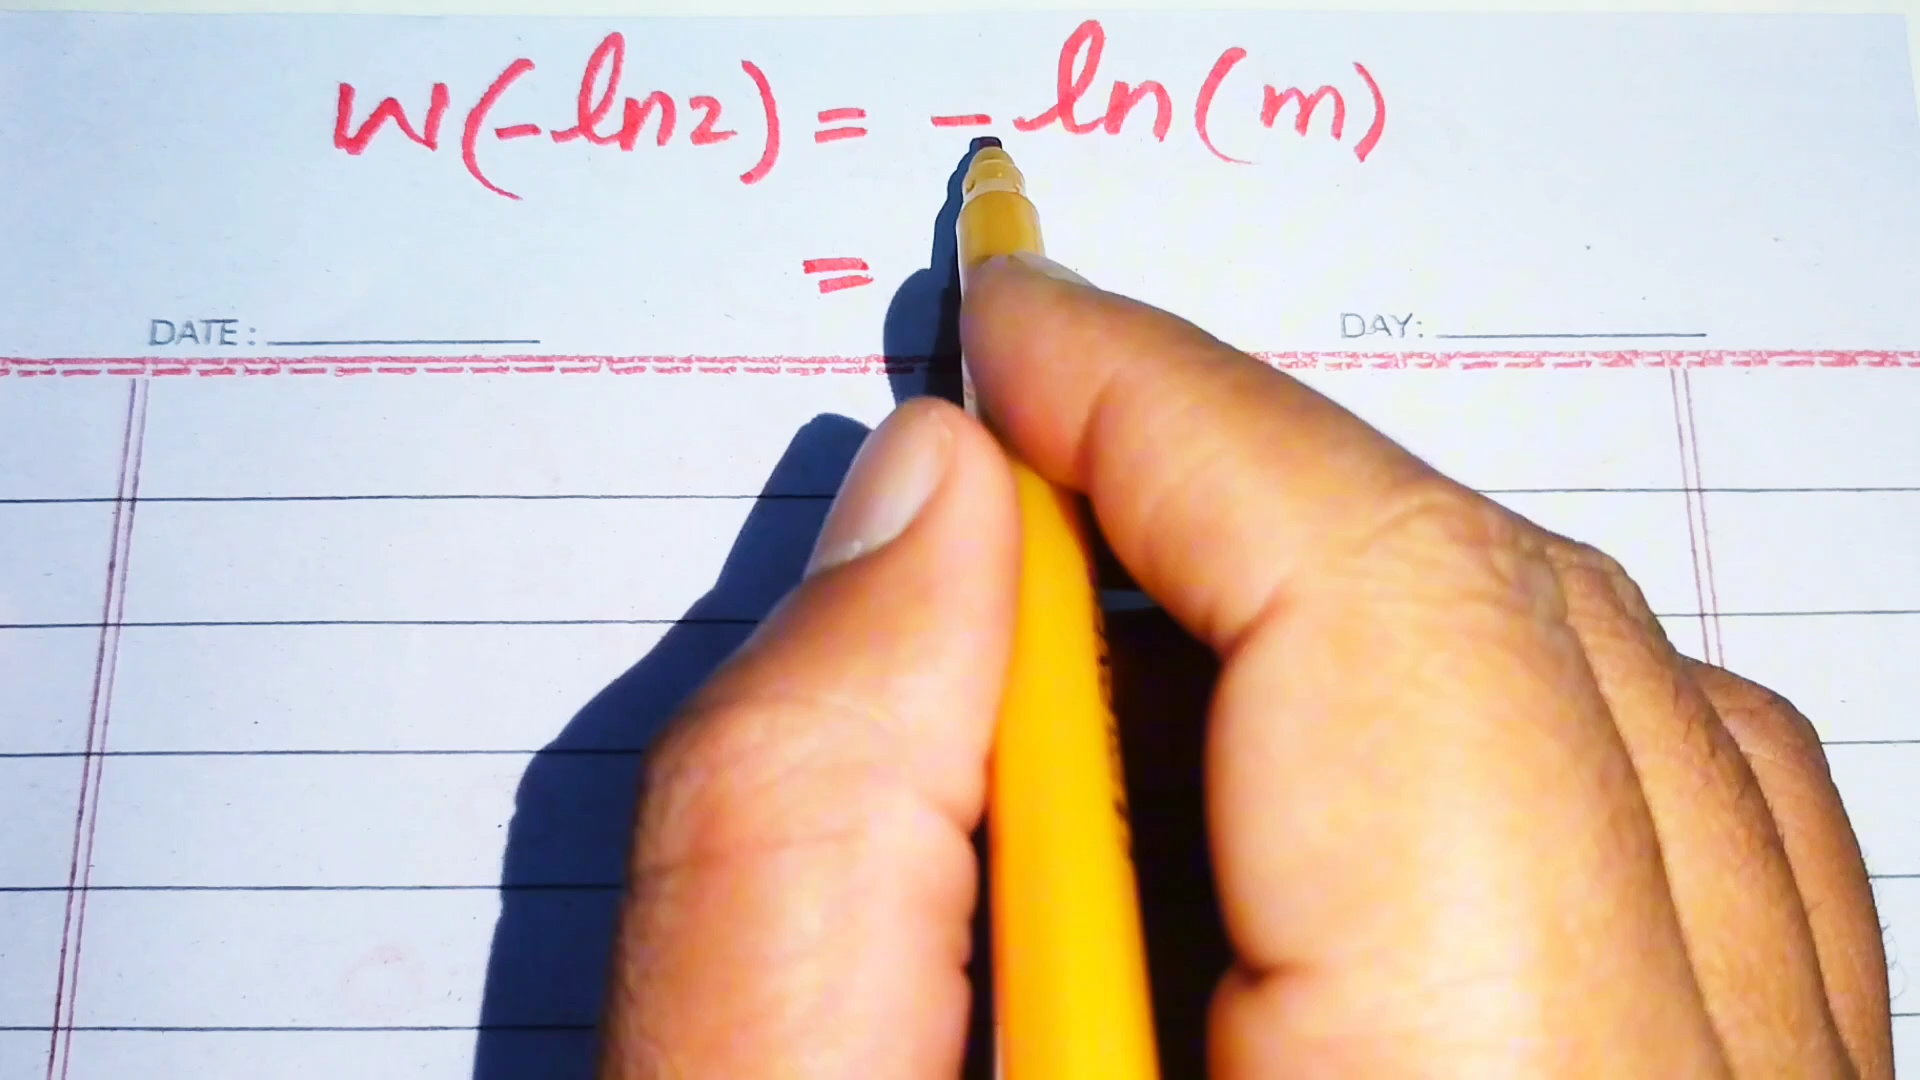 W(-ln2) = -ln(m)
=
DATE: DAY: